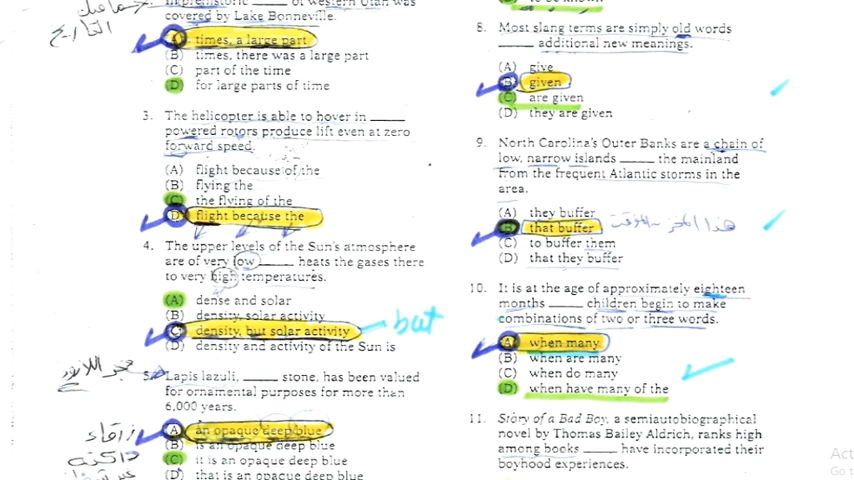 of western Utah was
covered by Lake Bonneville.
(A) times, a large part
(B) times, there was a large part
(C) part of the time
(D) for large parts of time
3. The helicopter is able to hover in _____
powered rotors produce lift even at zero
forward speed.
(A) flight because of the
(B) flying the
(C) the flying of the
(D) flight because the
4. The upper levels of the Sun's atmosphere
are of very low _____ heats the gases there
to very high temperatures.
(A) dense and solar
(B) density, solar activity
(C) density, but solar activity
but
(D) density and activity of the Sun is
5. Lapis lazuli, _____ stone, has been valued
for ornamental purposes for more than
6,000 years.
(A) an opaque deep blue
زرقاء
(B) is an opaque deep blue
داكنة
(C) it is an opaque deep blue
(D) that is an opaque deep blue
8. Most slang terms are simply old words
_____ additional new meanings.
(A) give
(B) given
(C) are given
(D) they are given
9. North Carolina's Outer Banks are a chain of
low, narrow islands _____ the mainland
from the frequent Atlantic storms in the
area.
(A) they buffer
(B) that buffer
(C) to buffer them
(D) that they buffer
10. It is at the age of approximately eighteen
months _____ children begin to make
combinations of two or three words.
(A) when many
(B) when are many
(C) when do many
(D) when have many of the
11. Story of a Bad Boy, a semiautobiographical
novel by Thomas Bailey Aldrich, ranks high
among books _____ have incorporated their
boyhood experiences.